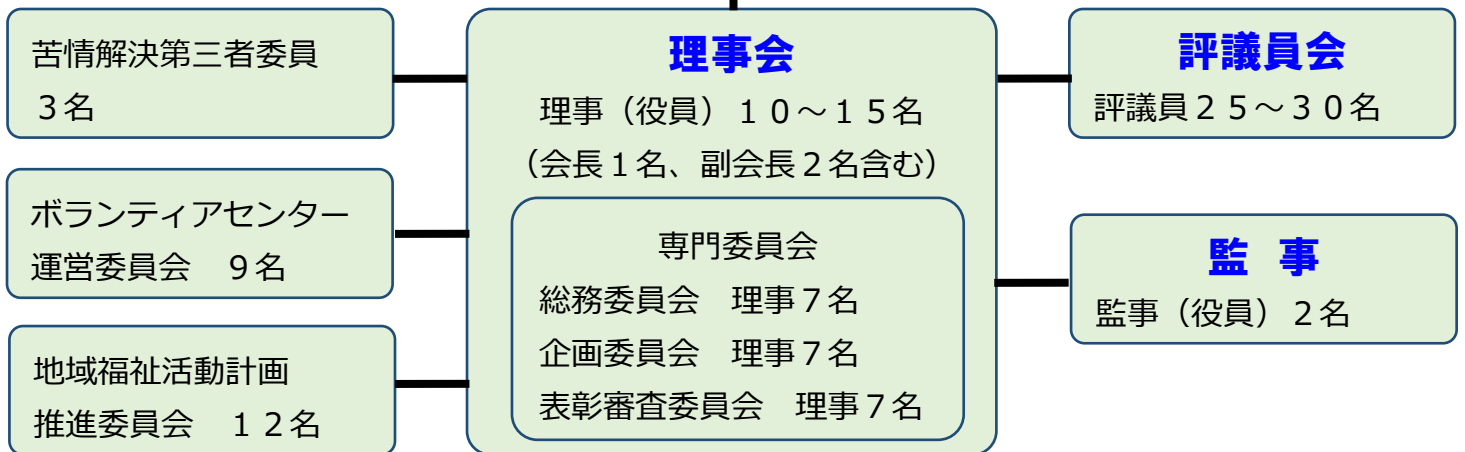 苦情解決第三者委員
３名
ボランティアセンター
運営委員会　９名
地域福祉活動計画
推進委員会　１２名
理事会
理事（役員）１０～１５名
（会長１名、副会長２名含む）
専門委員会
総務委員会　理事７名
企画委員会　理事７名
表彰審査委員会　理事７名
評議員会
評議員２５～３０名
監　事
監事（役員）２名